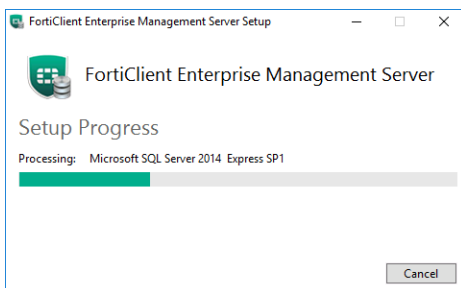 FortiClient Enterprise Management Server Setup
FortiClient Enterprise Management Server
Setup Progress
Processing: Microsoft SQL Server 2014 Express SP1
Cancel